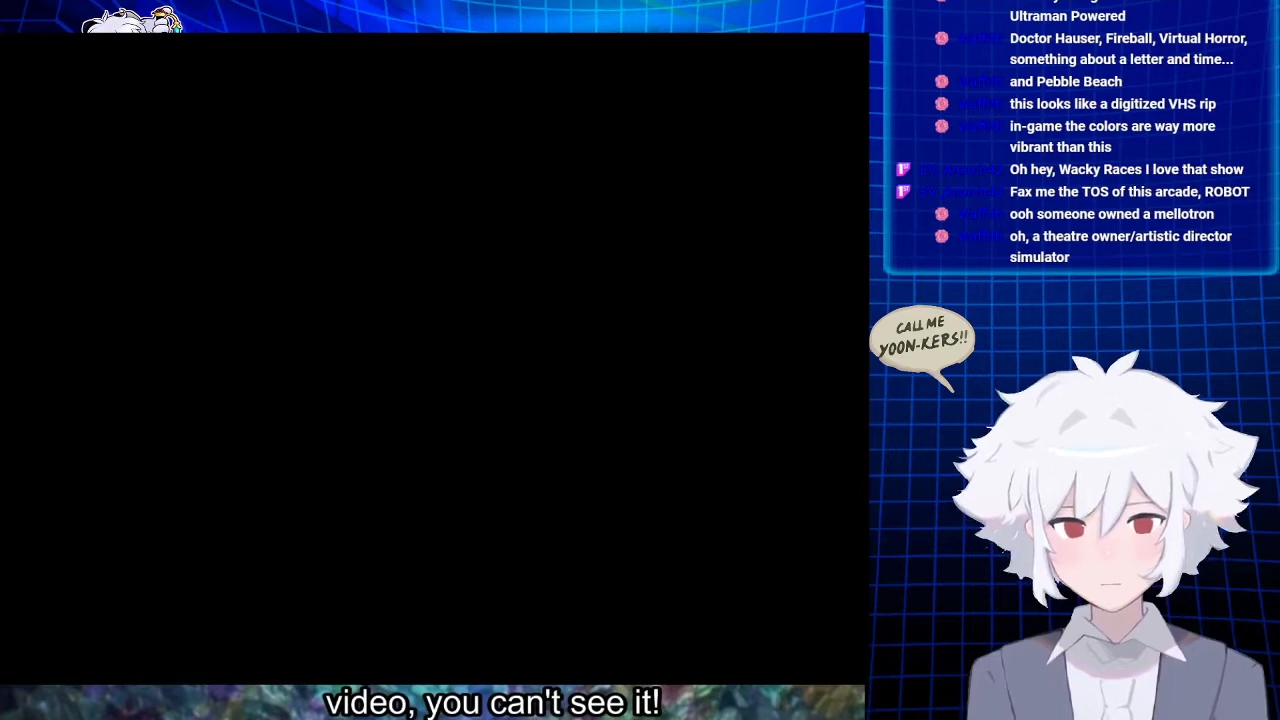 Ultraman Powered
Doctor Hauser, Fireball, Virtual Horror,
something about a letter and time...
and Pebble Beach
this looks like a digitized VHS rip
in-game the colors are way more
vibrant than this
Oh hey, Wacky Races I love that show
Fax me the TOS of this arcade, ROBOT
ooh someone owned a mellotron
oh, a theatre owner/artistic director
simulator
CALL ME
YOON-KERS!!
video, you can't see it!